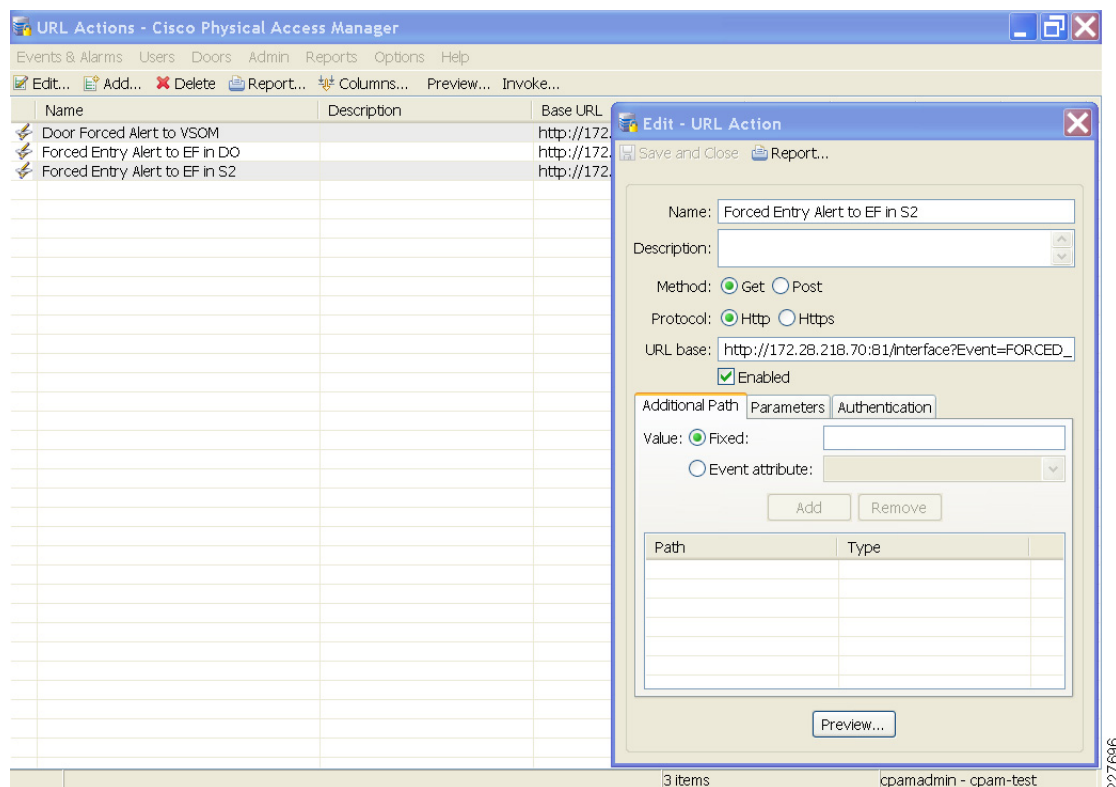 URL Actions - Cisco Physical Access Manager
Events & Alarms Users Doors Admin Reports Options Help
Edit... Add... Delete Report... Columns... Preview... Invoke...
Name Description Base URL
Door Forced Alert to VSOM http://172.
Forced Entry Alert to EF in DO http://172.
Forced Entry Alert to EF in S2 http://172.
Edit - URL Action
Save and Close Report...
Name: Forced Entry Alert to EF in S2
Description:
Method: Get Post
Protocol: Http Https
URL base: http://172.28.218.70:81/interface?Event=FORCED_
Enabled
Additional Path Parameters Authentication
Value: Fixed:
Event attribute:
Add Remove
Path Type
Preview...
3 items cpamadmin - cpam-test
227696